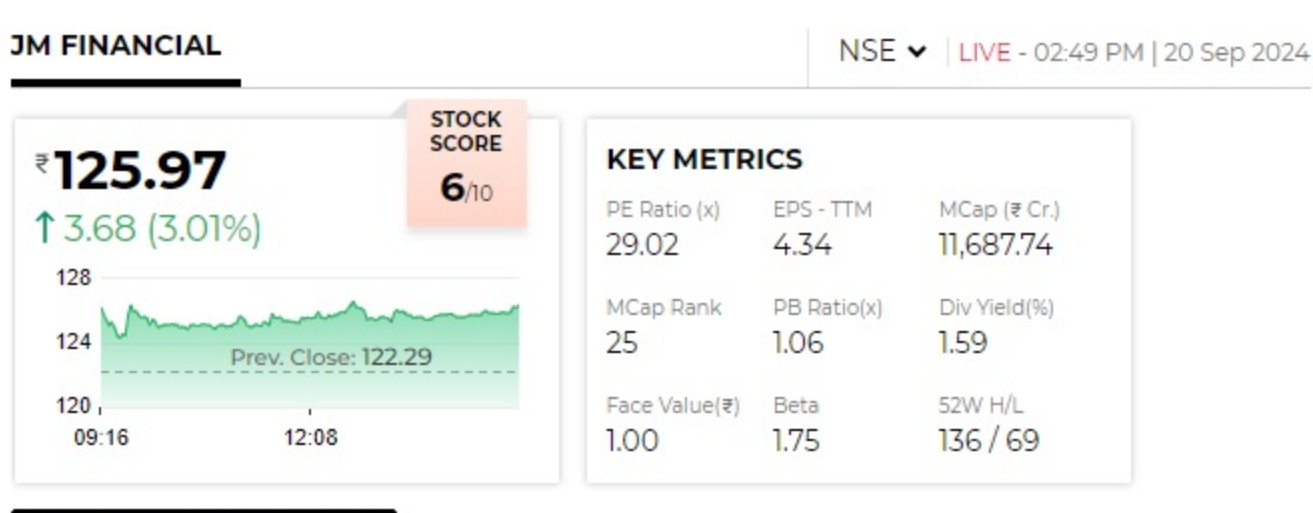 JM FINANCIAL
NSE LIVE - 02:49 PM | 20 Sep 2024
STOCK
SCORE
6/10
₹125.97
↑ 3.68 (3.01%)
128
124
120
Prev. Close: 122.29
09:16 12:08
KEY METRICS
PE Ratio (x) EPS - TTM MCap (₹ Cr.)
29.02 4.34 11,687.74
MCap Rank PB Ratio(x) Div Yield(%)
25 1.06 1.59
Face Value(₹) Beta 52W H/L
1.00 1.75 136 / 69